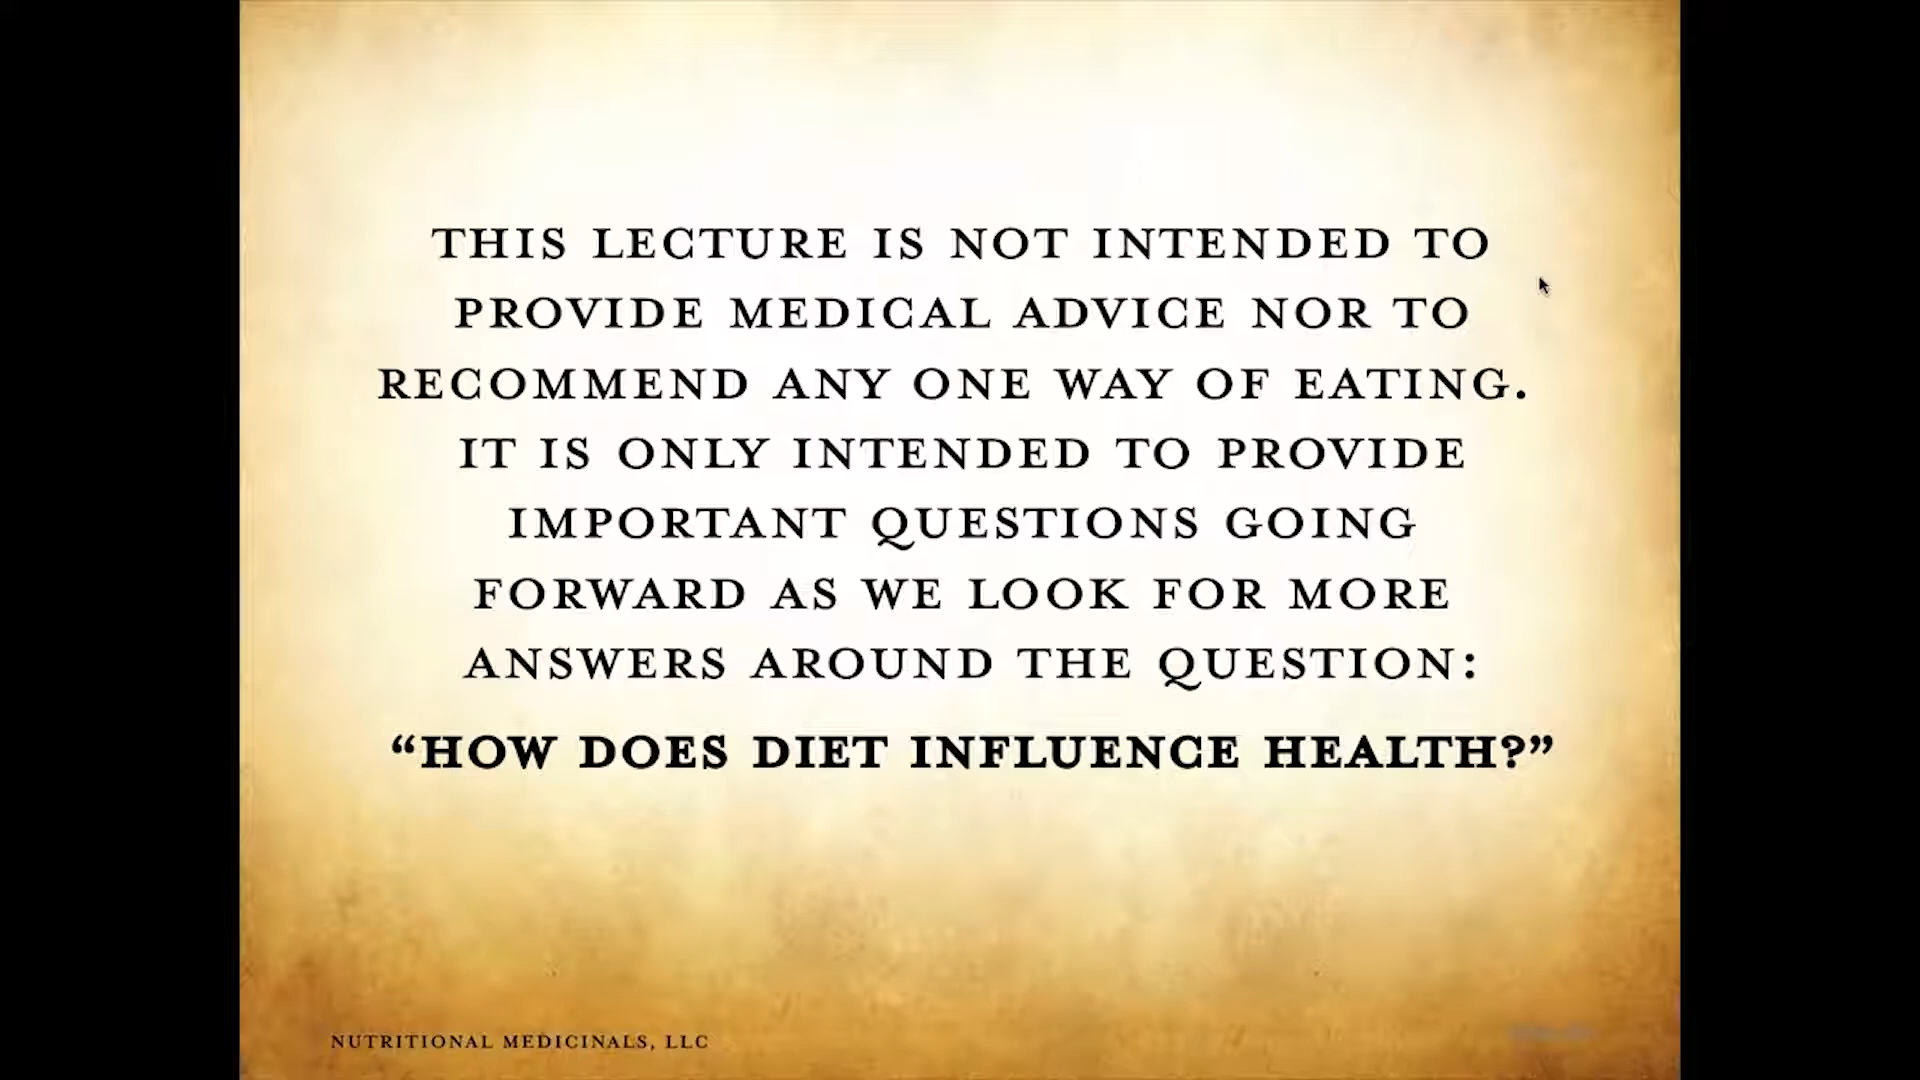 THIS LECTURE IS NOT INTENDED TO
PROVIDE MEDICAL ADVICE NOR TO
RECOMMEND ANY ONE WAY OF EATING.
IT IS ONLY INTENDED TO PROVIDE
IMPORTANT QUESTIONS GOING
FORWARD AS WE LOOK FOR MORE
ANSWERS AROUND THE QUESTION:
“HOW DOES DIET INFLUENCE HEALTH?”
NUTRITIONAL MEDICINALS, LLC